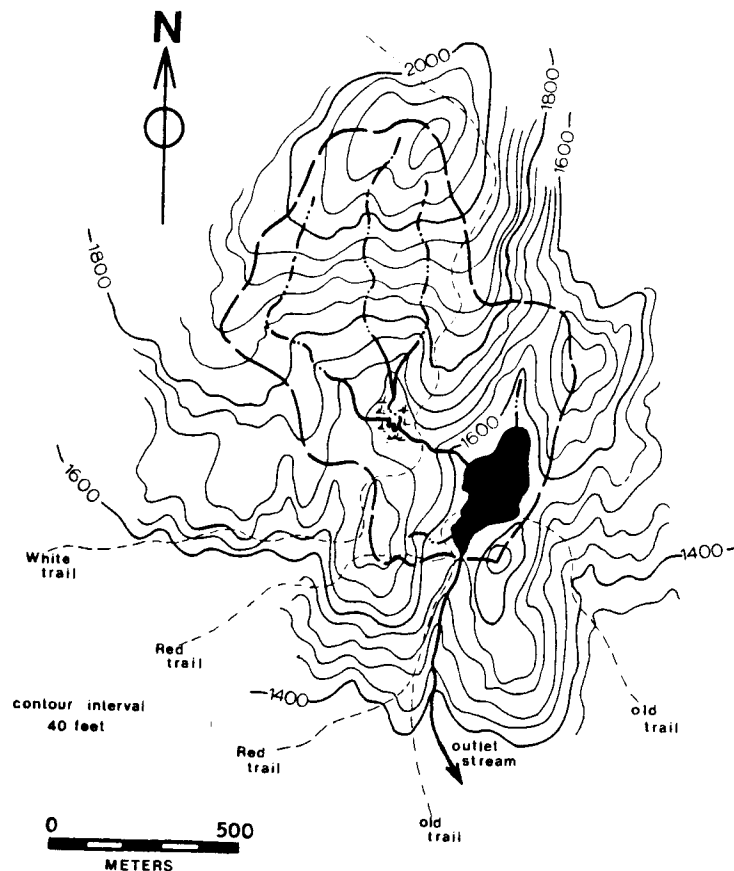 N
2000
1800-
1600-
-1800
1600
-1600
White
trail
1400-
Red
trail
-1400
contour interval
40 feet
old
trail
Red
trail
outlet
stream
old
trail
0 500
METERS